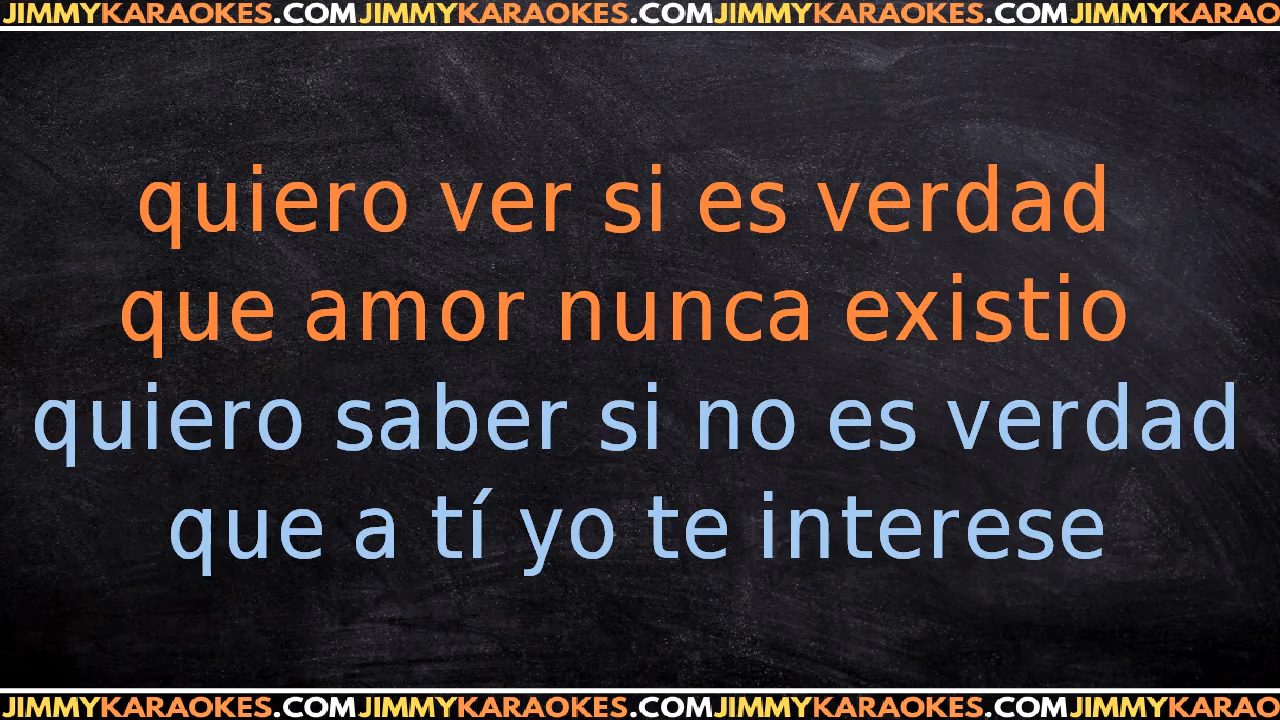 JIMMYKARAOKES.COMJIMMYKARAOKES.COMJIMMYKARAOKES.COMJIMMYKARAO
quiero ver si es verdad
que amor nunca existio
quiero saber si no es verdad
que a tí yo te interese
JIMMYKARAOKES.COMJIMMYKARAOKES.COMJIMMYKARAOKES.COMJIMMYKARAO